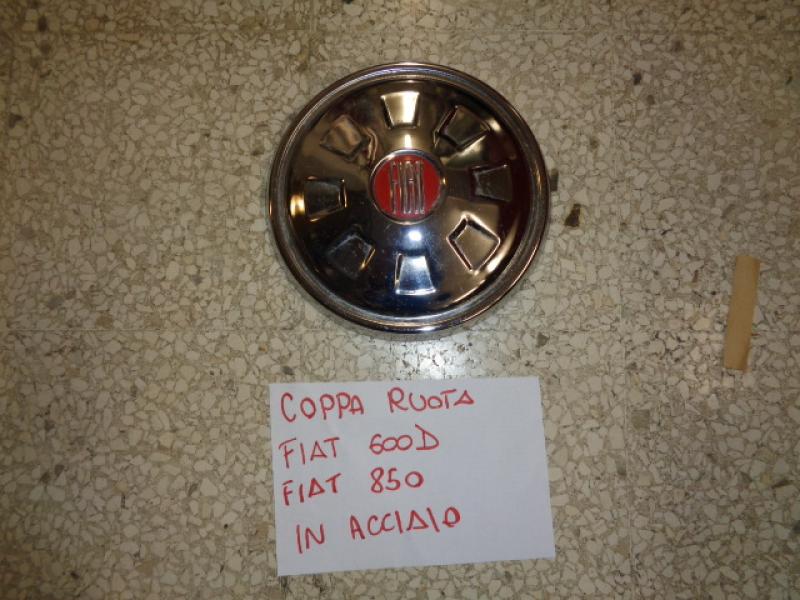 FIAT
COPPA RUOTA
FIAT 600D
FIAT 850
IN ACCIAIO